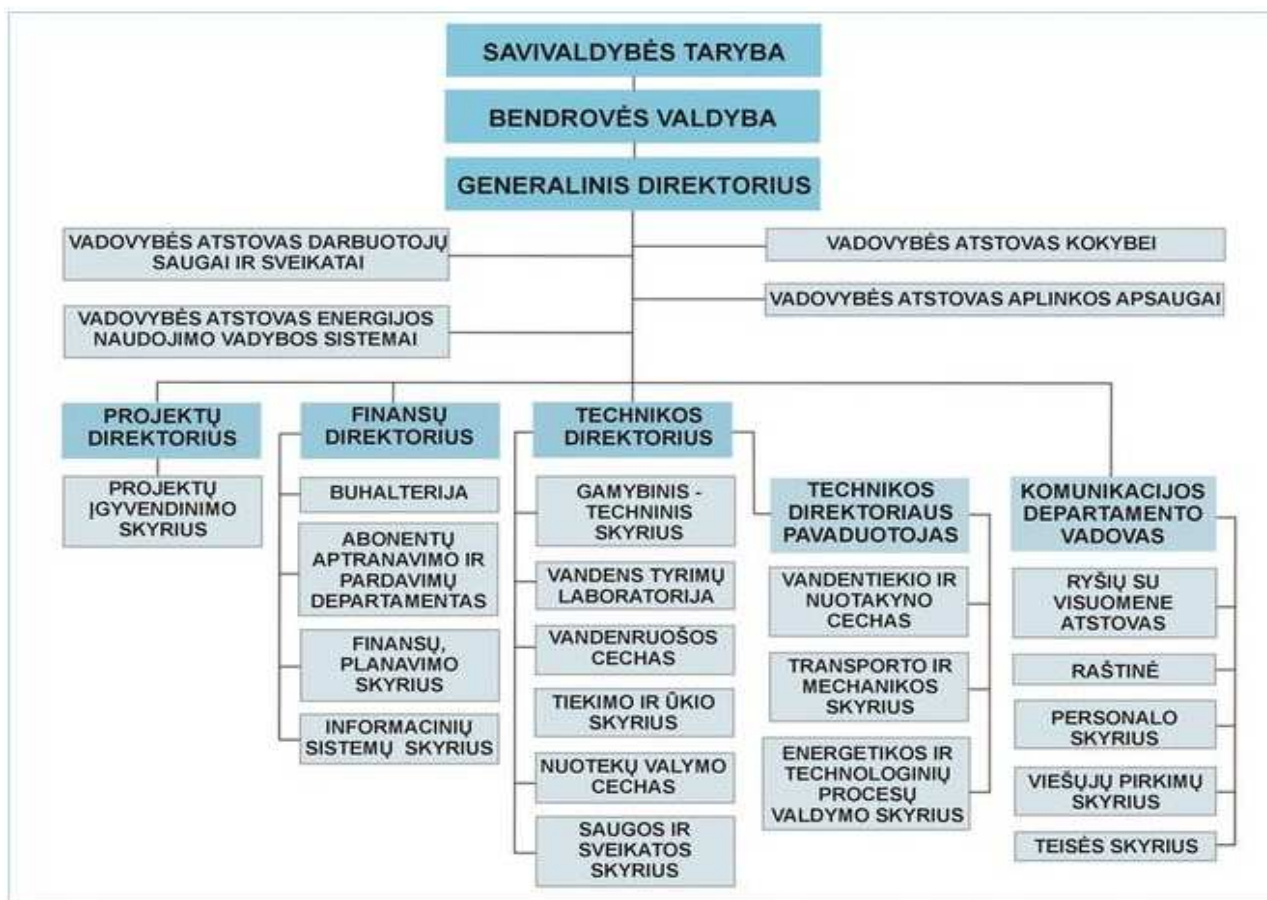 SAVIVALDYBĖS TARYBA
BENDROVĖS VALDYBA
GENERALINIS DIREKTORIUS
VADOVYBĖS ATSTOVAS DARBUOTOJŲ
SAUGAI IR SVEIKATAI
VADOVYBĖS ATSTOVAS KOKYBEI
VADOVYBĖS ATSTOVAS APLINKOS APSAUGAI
VADOVYBĖS ATSTOVAS ENERGIJOS
NAUDOJIMO VADYBOS SISTEMAI
PROJEKTŲ
DIREKTORIUS
PROJEKTŲ
ĮGYVENDINIMO
SKYRIUS
FINANSŲ
DIREKTORIUS
BUHALTERIJA
ABONENTŲ
APTRANAVIMO IR
PARDAVIMŲ
DEPARTAMENTAS
FINANSŲ,
PLANAVIMO
SKYRIUS
INFORMACINIŲ
SISTEMŲ SKYRIUS
TECHNIKOS
DIREKTORIUS
GAMYBINIS -
TECHNINIS
SKYRIUS
VANDENS TYRIMŲ
LABORATORIJA
VANDENRUOŠOS
CECHAS
TIEKIMO IR ŪKIO
SKYRIUS
NUOTEKŲ VALYMO
CECHAS
SAUGOS IR
SVEIKATOS
SKYRIUS
TECHNIKOS
DIREKTORIAUS
PAVADUOTOJAS
VANDENTIEKIO IR
NUOTAKYNO
CECHAS
TRANSPORTO IR
MECHANIKOS
SKYRIUS
ENERGETIKOS IR
TECHNOLOGINIŲ
PROCESŲ
VALDYMO SKYRIUS
KOMUNIKACIJOS
DEPARTAMENTO
VADOVAS
RYŠIŲ SU
VISUOMENE
ATSTOVAS
RAŠTINĖ
PERSONALO
SKYRIUS
VIEŠŲJŲ PIRKIMŲ
SKYRIUS
TEISĖS SKYRIUS